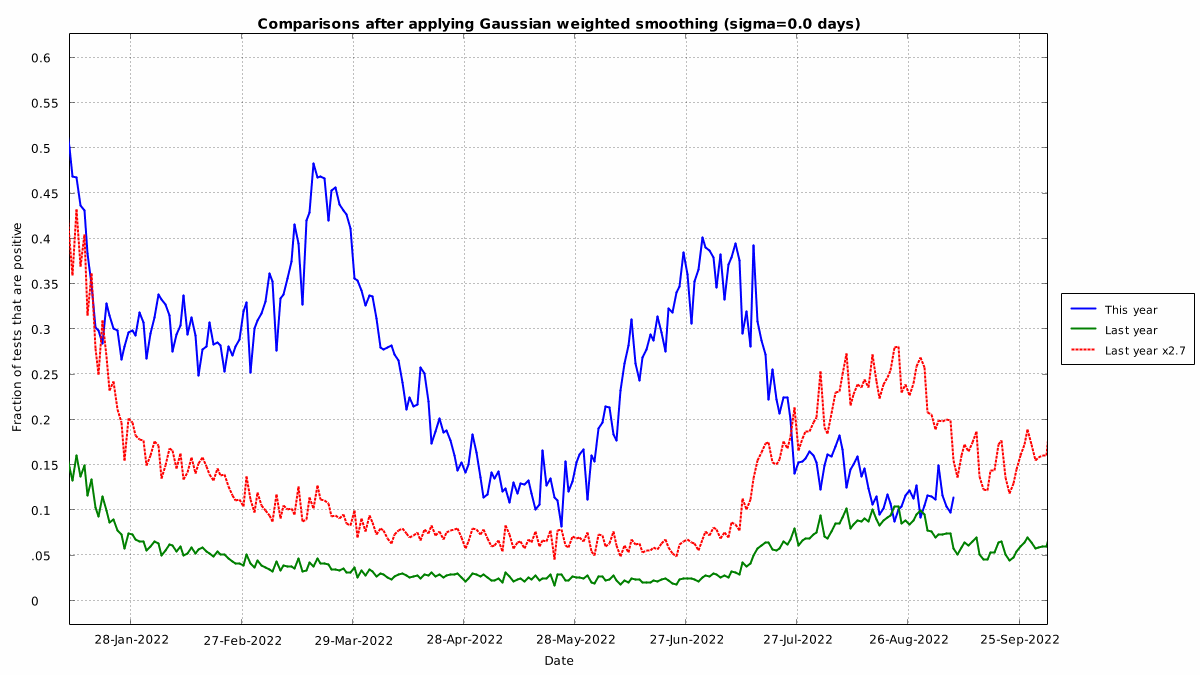 Comparisons after applying Gaussian weighted smoothing (sigma=0.0 days)
0.6
0.55
0.5
0.45
0.4
0.35
0.3
0.25
0.2
0.15
0.1
.05
0
Fraction of tests that are positive
28-Jan-2022 27-Feb-2022 29-Mar-2022 28-Apr-2022 28-May-2022 27-Jun-2022 27-Jul-2022 26-Aug-2022 25-Sep-2022
Date
This year
Last year
Last year x2.7